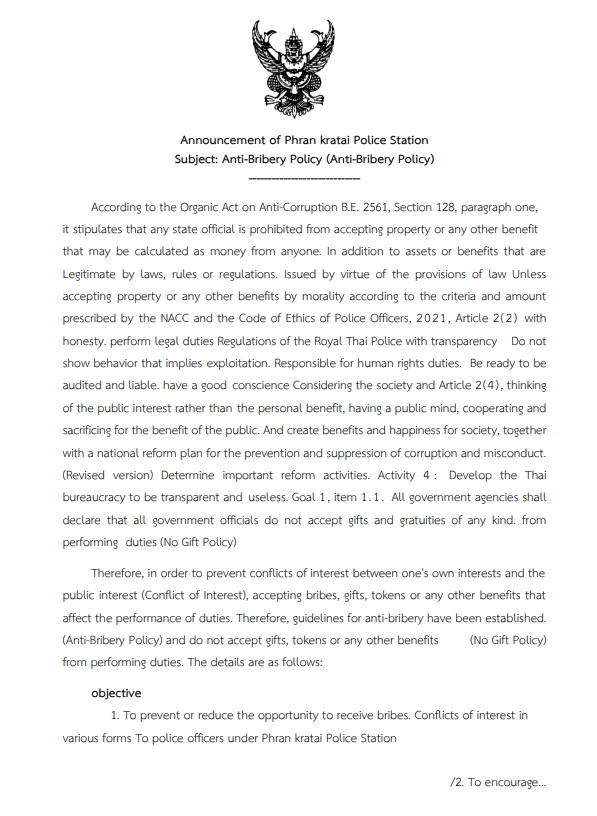 Announcement of Phran kratai Police Station
Subject: Anti-Bribery Policy (Anti-Bribery Policy)
-----------------------------
According to the Organic Act on Anti-Corruption B.E. 2561, Section 128, paragraph one,
it stipulates that any state official is prohibited from accepting property or any other benefit
that may be calculated as money from anyone. In addition to assets or benefits that are
Legitimate by laws, rules or regulations. Issued by virtue of the provisions of law Unless
accepting property or any other benefits by morality according to the criteria and amount
prescribed by the NACC and the Code of Ethics of Police Officers, 2021, Article 2(2) with
honesty. perform legal duties Regulations of the Royal Thai Police with transparency Do not
show behavior that implies exploitation. Responsible for human rights duties. Be ready to be
audited and liable. have a good conscience Considering the society and Article 2(4), thinking
of the public interest rather than the personal benefit, having a public mind, cooperating and
sacrificing for the benefit of the public. And create benefits and happiness for society, together
with a national reform plan for the prevention and suppression of corruption and misconduct.
(Revised version) Determine important reform activities. Activity 4 : Develop the Thai
bureaucracy to be transparent and useless. Goal 1, item 1.1. All government agencies shall
declare that all government officials do not accept gifts and gratuities of any kind. from
performing duties (No Gift Policy)
Therefore, in order to prevent conflicts of interest between one's own interests and the
public interest (Conflict of Interest), accepting bribes, gifts, tokens or any other benefits that
affect the performance of duties. Therefore, guidelines for anti-bribery have been established.
(Anti-Bribery Policy) and do not accept gifts, tokens or any other benefits (No Gift Policy)
from performing duties. The details are as follows:
objective
1. To prevent or reduce the opportunity to receive bribes. Conflicts of interest in
various forms To police officers under Phran kratai Police Station
/2. To encourage...